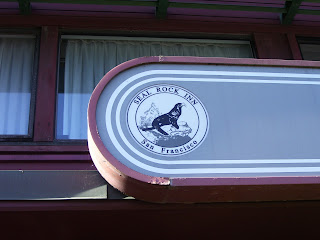 SEAL ROCK INN
San Francisco